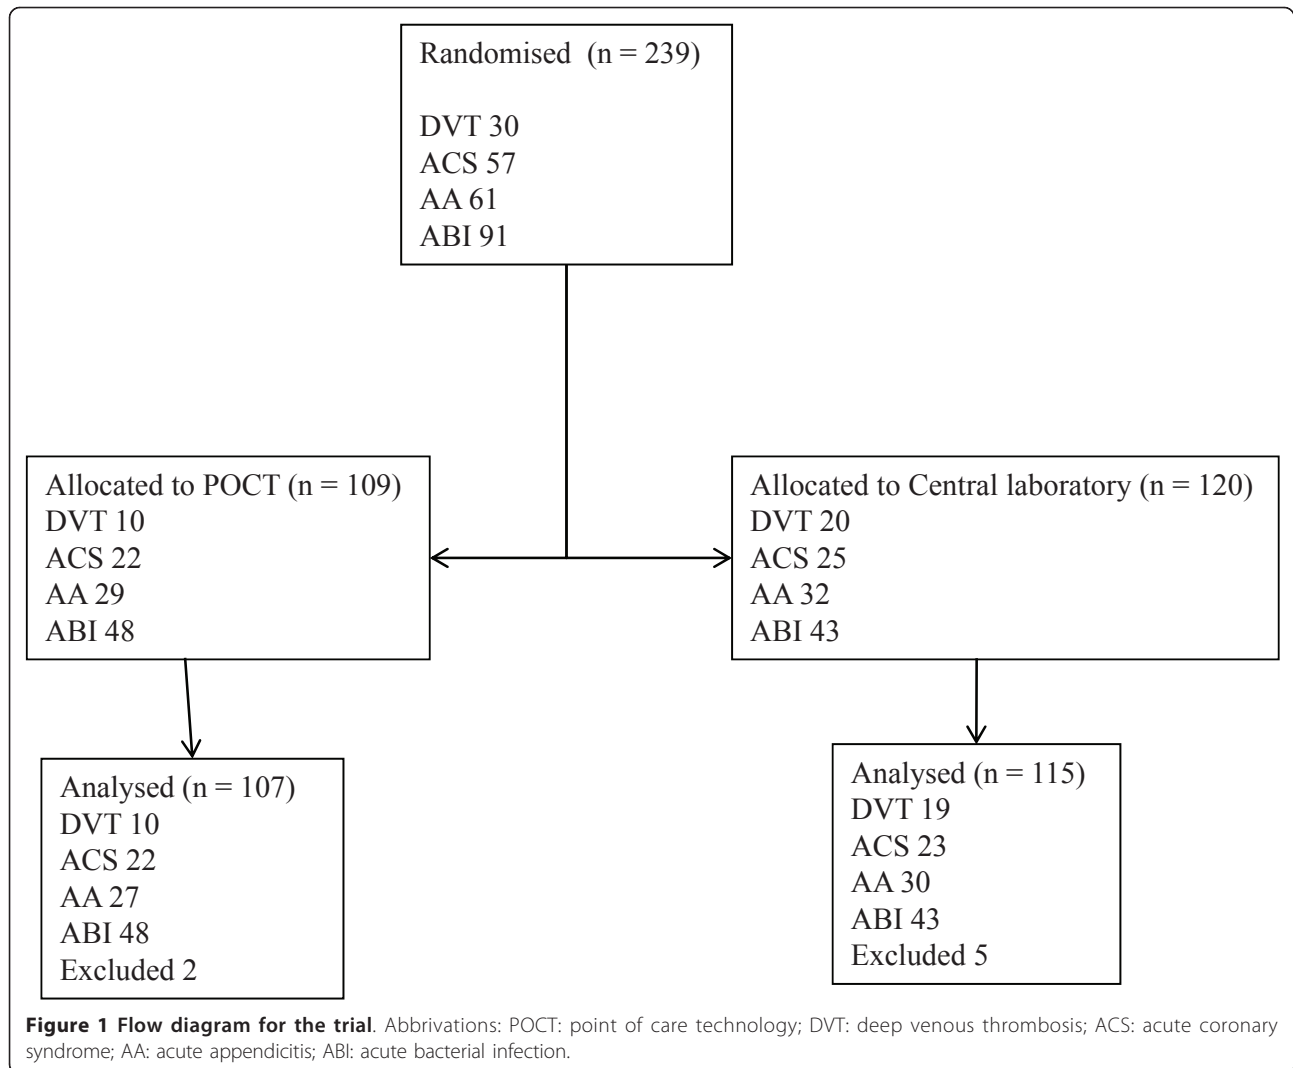 Randomised (n = 239)
DVT 30
ACS 57
AA 61
ABI 91
Allocated to POCT (n = 109)
DVT 10
ACS 22
AA 29
ABI 48
Allocated to Central laboratory (n = 120)
DVT 20
ACS 25
AA 32
ABI 43
Analysed (n = 107)
DVT 10
ACS 22
AA 27
ABI 48
Excluded 2
Analysed (n = 115)
DVT 19
ACS 23
AA 30
ABI 43
Excluded 5
Figure 1 Flow diagram for the trial. Abbrivations: POCT: point of care technology; DVT: deep venous thrombosis; ACS: acute coronary
syndrome; AA: acute appendicitis; ABI: acute bacterial infection.